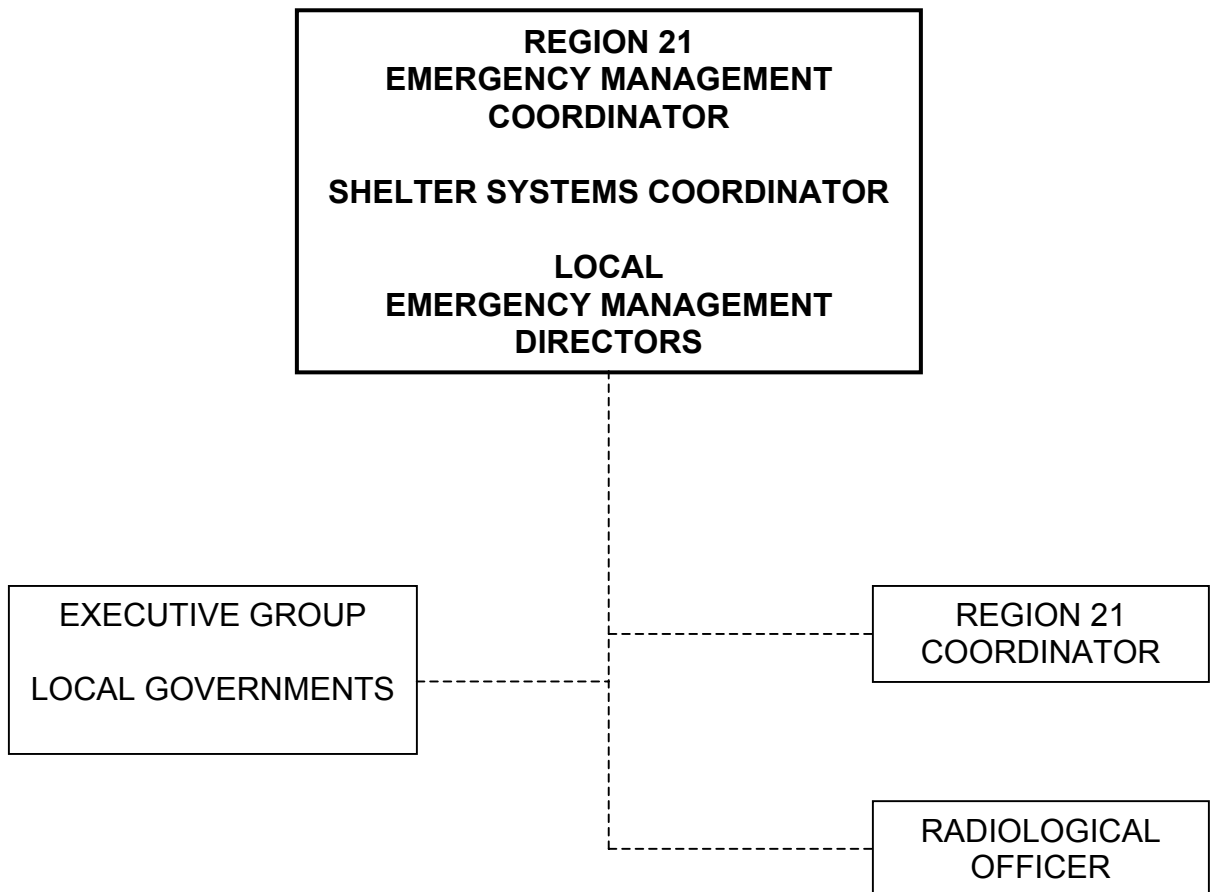 REGION 21
EMERGENCY MANAGEMENT
COORDINATOR
SHELTER SYSTEMS COORDINATOR
LOCAL
EMERGENCY MANAGEMENT
DIRECTORS
EXECUTIVE GROUP
LOCAL GOVERNMENTS
REGION 21
COORDINATOR
RADIOLOGICAL
OFFICER